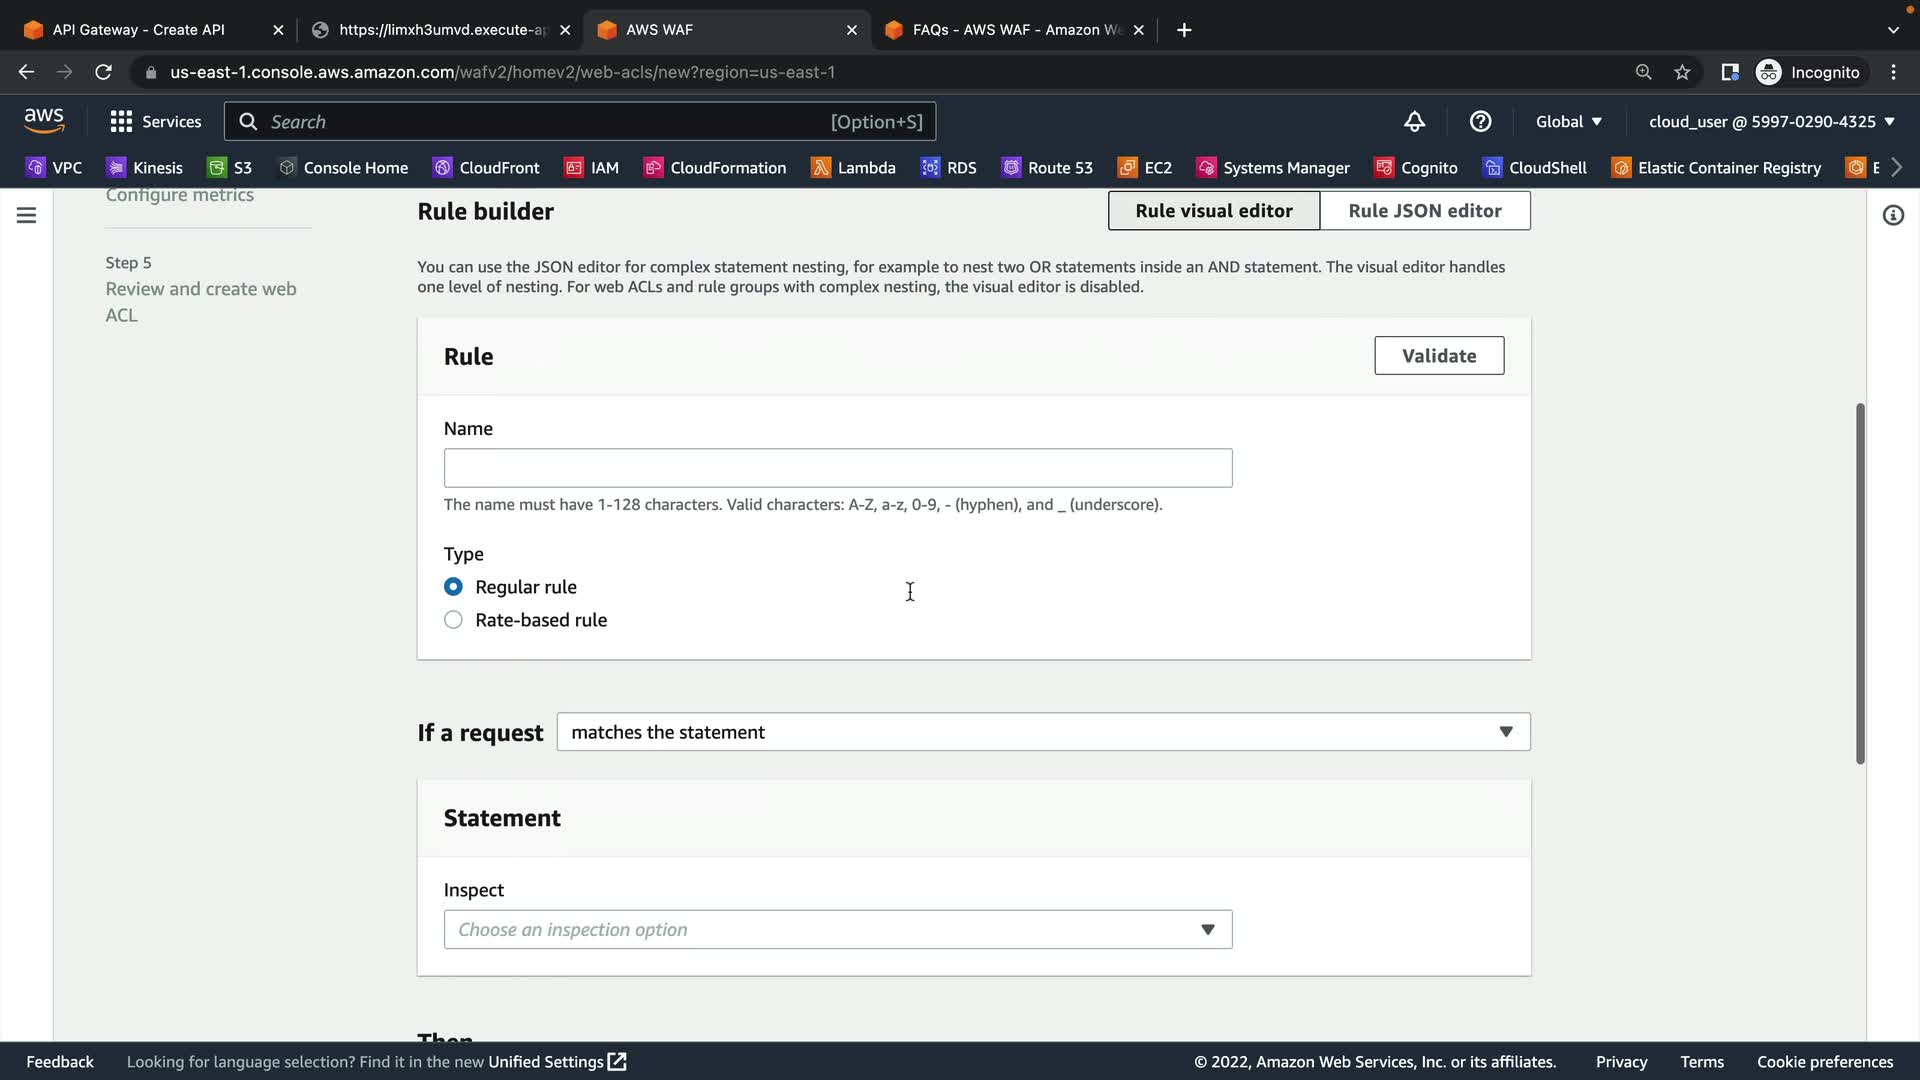 API Gateway - Create API
https://limxh3umvd.execute-ap
AWS WAF
FAQs - AWS WAF - Amazon We
us-east-1.console.aws.amazon.com/wafv2/homev2/web-acls/new?region=us-east-1
Incognito
aws
Services
Search
[Option+S]
Global
cloud_user @ 5997-0290-4325
VPC
Kinesis
S3
Console Home
CloudFront
IAM
CloudFormation
Lambda
RDS
Route 53
EC2
Systems Manager
Cognito
CloudShell
Elastic Container Registry
E
Configure metrics
Step 5
Review and create web
ACL
Rule builder
Rule visual editor
Rule JSON editor
You can use the JSON editor for complex statement nesting, for example to nest two OR statements inside an AND statement. The visual editor handles
one level of nesting. For web ACLs and rule groups with complex nesting, the visual editor is disabled.
Rule
Validate
Name
The name must have 1-128 characters. Valid characters: A-Z, a-z, 0-9, - (hyphen), and _ (underscore).
Type
Regular rule
Rate-based rule
If a request
matches the statement
Statement
Inspect
Choose an inspection option
Then
Feedback
Looking for language selection? Find it in the new Unified Settings
© 2022, Amazon Web Services, Inc. or its affiliates.
Privacy
Terms
Cookie preferences